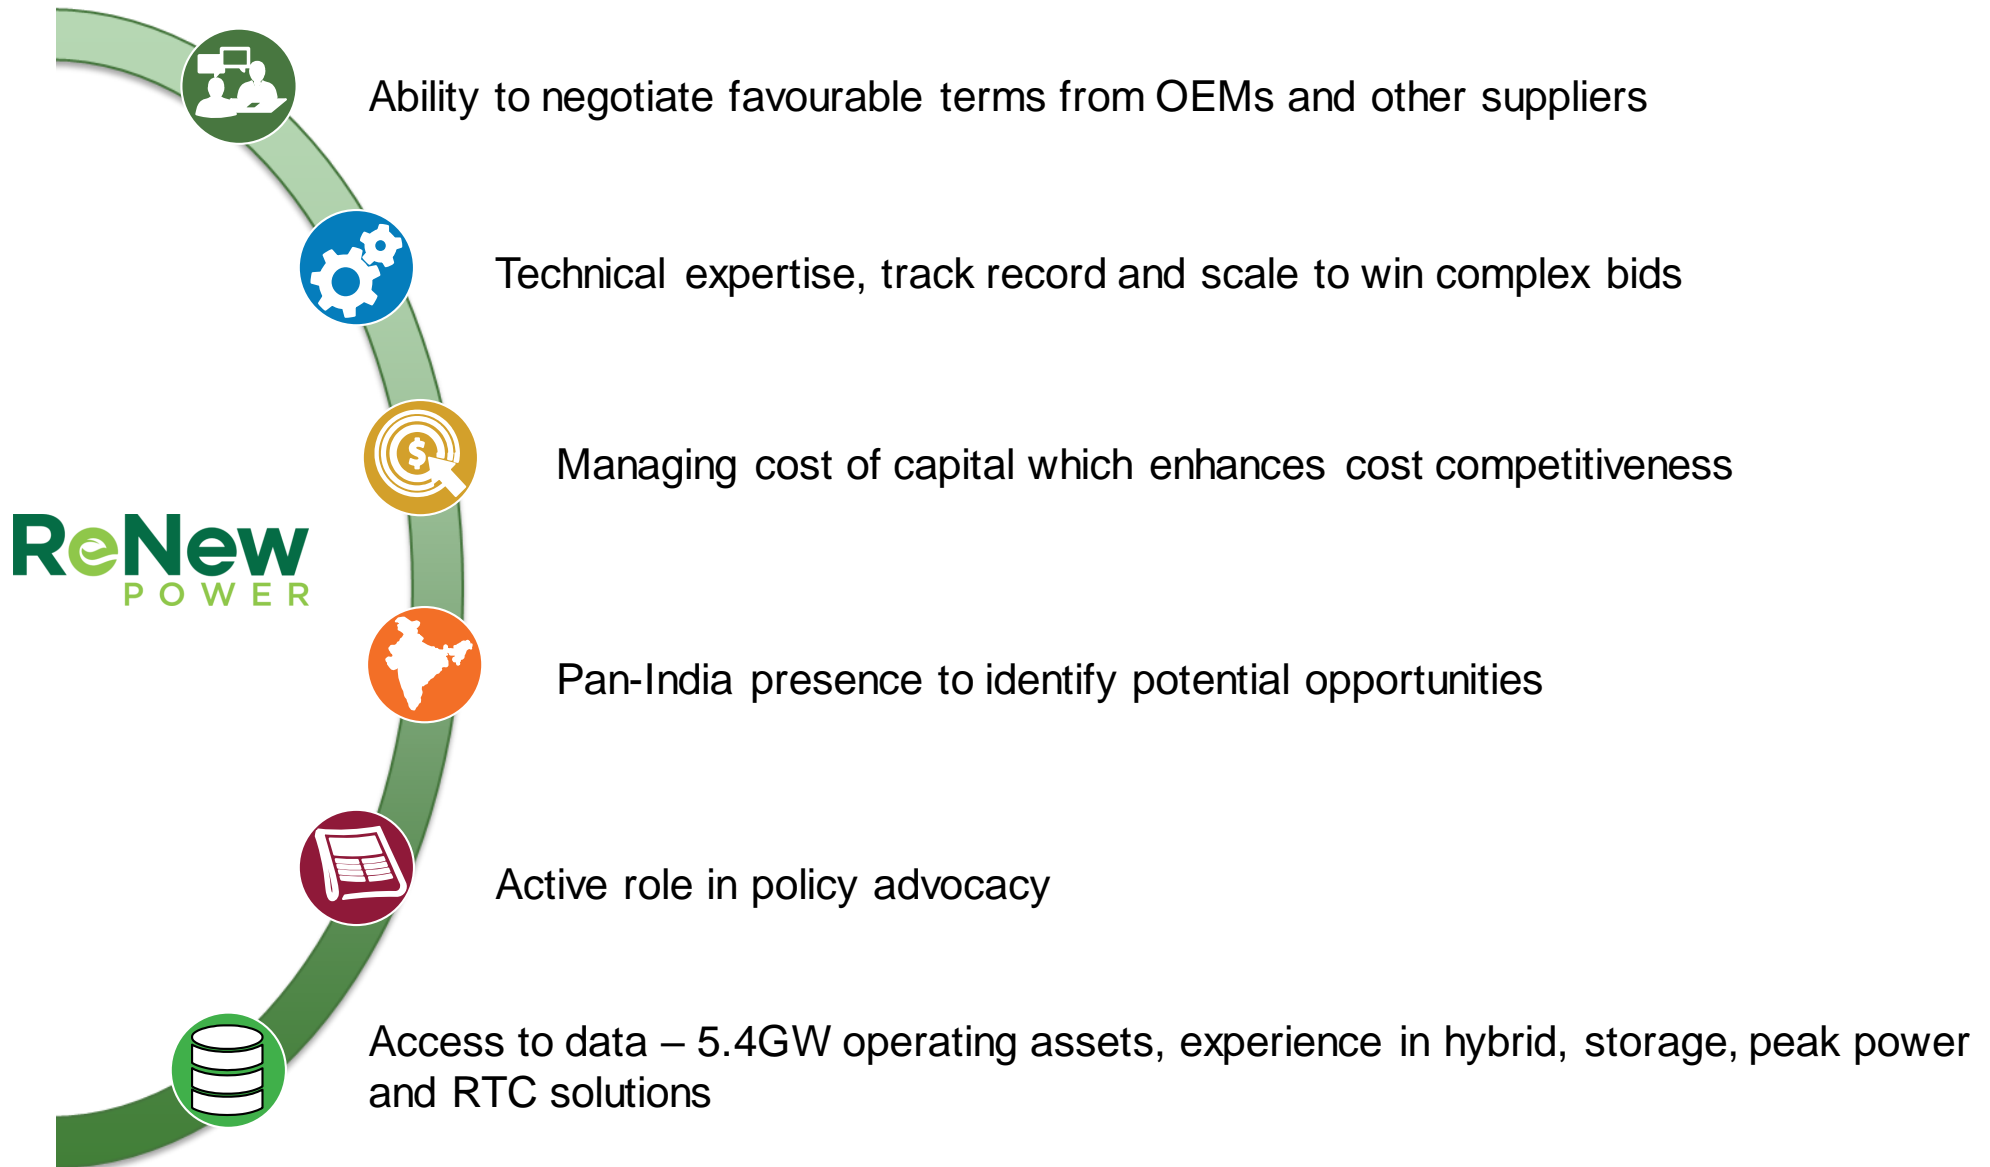 Ability to negotiate favourable terms from OEMs and other suppliers
Technical expertise, track record and scale to win complex bids
Managing cost of capital which enhances cost competitiveness
$
ReNew
POWER
Pan-India presence to identify potential opportunities
Active role in policy advocacy
Access to data – 5.4GW operating assets, experience in hybrid, storage, peak power
and RTC solutions